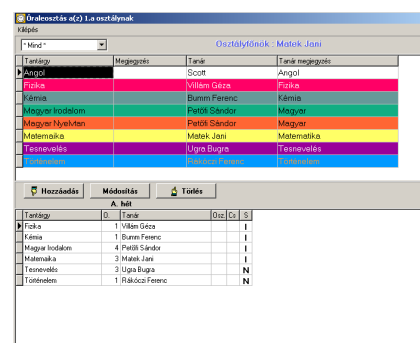 Óraleosztás a(z) 1.a osztálynak
Kilépés
* Mind *
Osztályfőnök : Matek Jani
Tantárgy Megjegyzés Tanár Tanár megjegyzés
Angol Scott Angol
Fizika Villám Géza Fizika
Kémia Bumm Ferenc Kémia
Magyar Irodalom Petőfi Sándor Magyar
Magyar Nyelvtan Petőfi Sándor Magyar
Matemaika Matek Jani Matematika
Tesnevelés Ugra Bugra Tesnevelés
Történelem Rákóczi Ferenc Történelem
Hozzáadás Módosítás Törlés
A. hét
Tantárgy O. Tanár Osz. Cs S
Fizika 1 Villám Géza I
Kémia 1 Bumm Ferenc I
Magyar Irodalom 4 Petőfi Sándor I
Matemaika 3 Matek Jani I
Tesnevelés 3 Ugra Bugra N
Történelem 1 Rákóczi Ferenc N